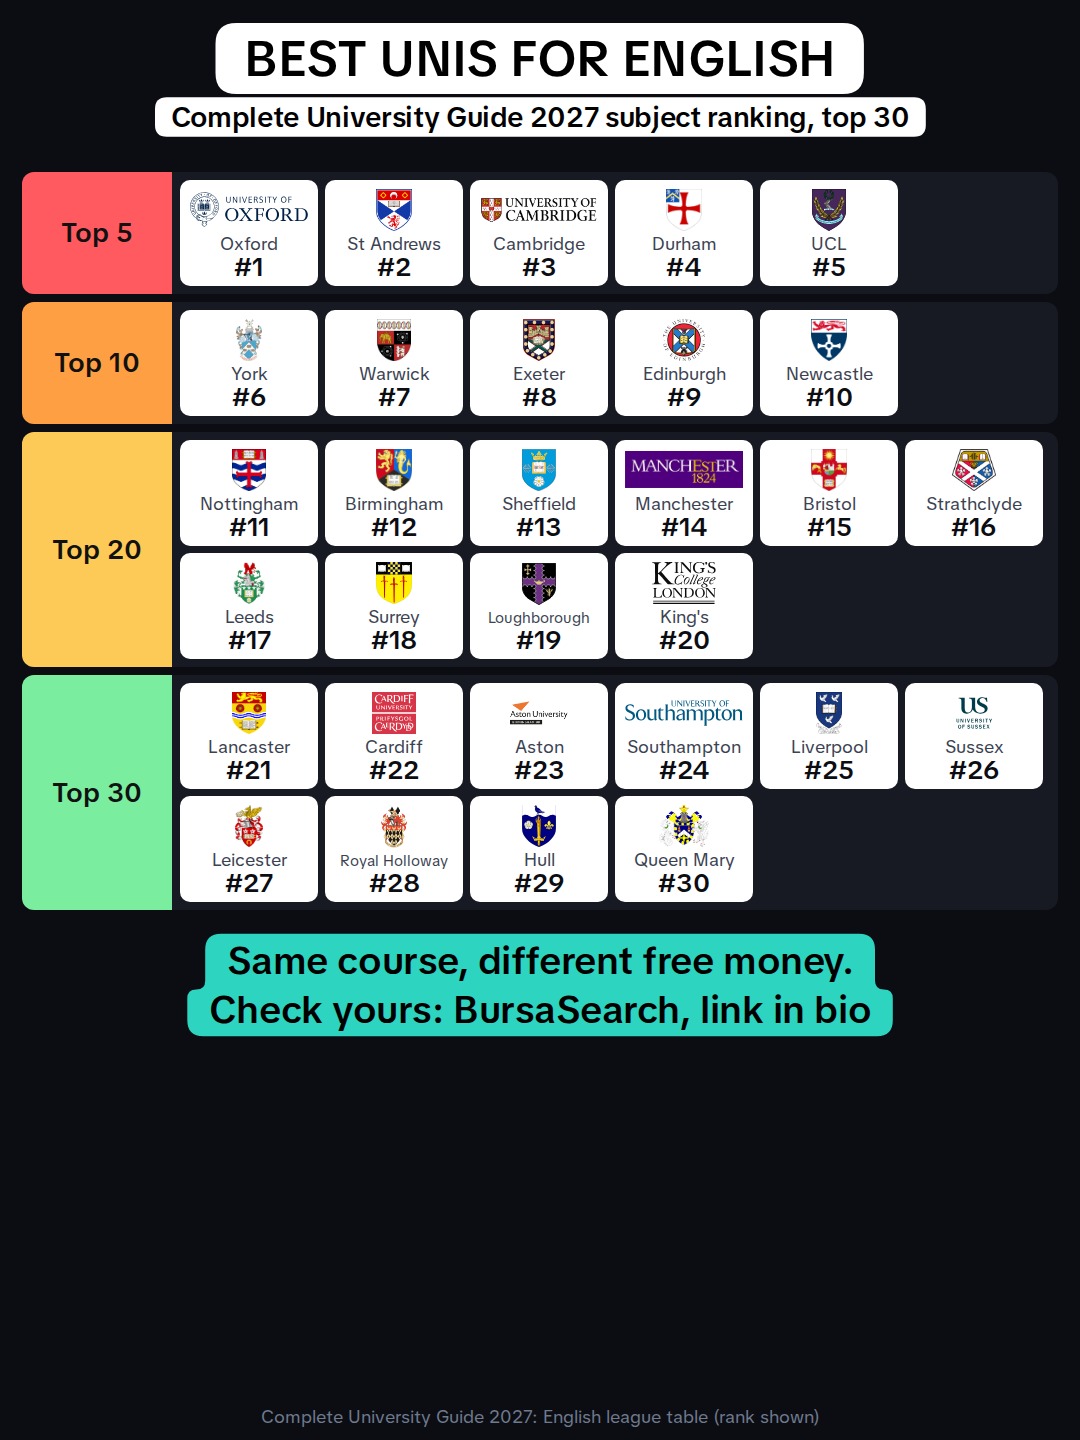 BEST UNIS FOR ENGLISH
Complete University Guide 2027 subject ranking, top 30
Top 5
UNIVERSITY OF
OXFORD
Oxford
#1
St Andrews
#2
UNIVERSITY OF
CAMBRIDGE
Cambridge
#3
Durham
#4
UCL
#5
Top 10
York
#6
Warwick
#7
Exeter
#8
THE UNIVERSITY OF EDINBURGH
Edinburgh
#9
Newcastle
#10
Top 20
Nottingham
#11
Birmingham
#12
Sheffield
#13
MANCHESTER
1824
Manchester
#14
Bristol
#15
Strathclyde
#16
Leeds
#17
Surrey
#18
Loughborough
#19
KING'S
College
LONDON
King's
#20
Top 30
Lancaster
#21
CARDIFF
UNIVERSITY
PRIFYSGOL
CAERDYDD
Cardiff
#22
Aston University
Aston
#23
UNIVERSITY OF
Southampton
Southampton
#24
Liverpool
#25
US
UNIVERSITY
OF SUSSEX
Sussex
#26
Leicester
#27
Royal Holloway
#28
Hull
#29
Queen Mary
#30
Same course, different free money.
Check yours: BursaSearch, link in bio
Complete University Guide 2027: English league table (rank shown)